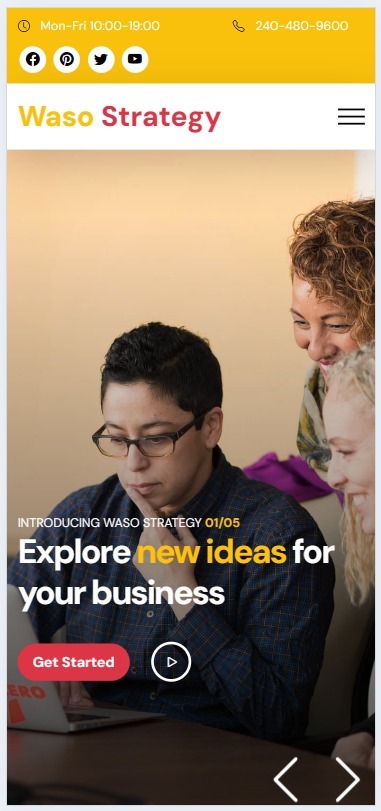 Mon-Fri 10:00-19:00 240-480-9600
Waso Strategy
INTRODUCING WASO STRATEGY 01/05
Explore new ideas for
your business
Get Started
ZERO